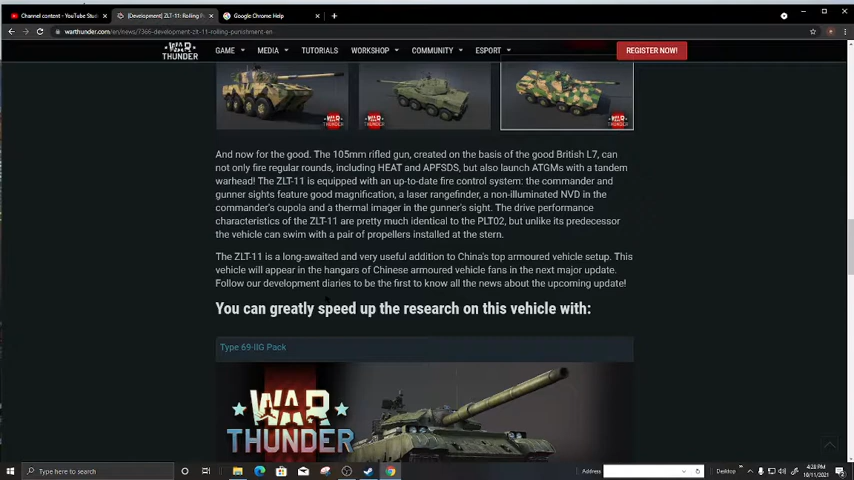 Channel content - YouTube Stud
[Development] ZLT-11: Rolling P
Google Chrome Help
warthunder.com/en/news/7366-development-zlt-11-rolling-punishment-en
WAR THUNDER
GAME
MEDIA
TUTORIALS
WORKSHOP
COMMUNITY
ESPORT
REGISTER NOW!
And now for the good. The 105mm rifled gun, created on the basis of the good British L7, can
not only fire regular rounds, including HEAT and APFSDS, but also launch ATGMs with a tandem
warhead! The ZLT-11 is equipped with an up-to-date fire control system: the commander and
gunner sights feature good magnification, a laser rangefinder, a non-illuminated NVD in the
commander's cupola and a thermal imager in the gunner's sight. The drive performance
characteristics of the ZLT-11 are pretty much identical to the PLT02, but unlike its predecessor
the vehicle can swim with a pair of propellers installed at the stern.
The ZLT-11 is a long-awaited and very useful addition to China's top armoured vehicle setup. This
vehicle will appear in the hangars of Chinese armoured vehicle fans in the next major update.
Follow our development diaries to be the first to know all the news about the upcoming update!
You can greatly speed up the research on this vehicle with:
Type 69-IIG Pack
WAR
THUNDER
Type here to search
Address
Desktop
4:28 PM
10/11/2021